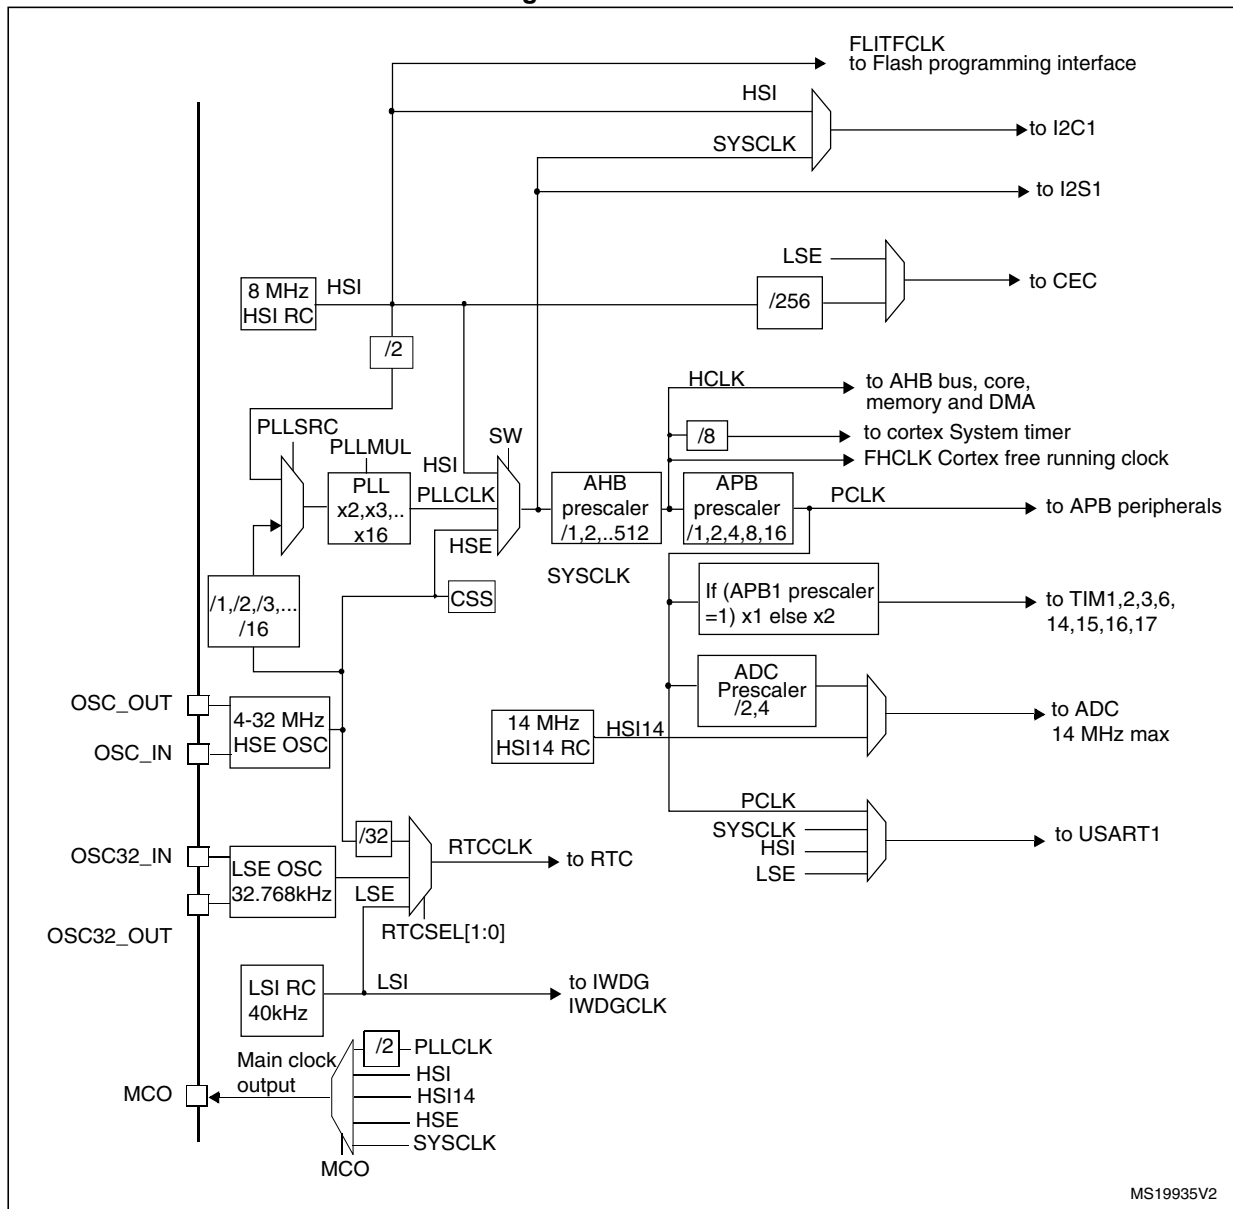 FLITFCLK
to Flash programming interface
HSI
to I2C1
SYSCLK
to I2S1
LSE
to CEC
8 MHz
HSI RC
HSI
/256
/2
HCLK
to AHB bus, core,
memory and DMA
PLLSRC
PLLMUL
SW
/8
to cortex System timer
FHCLK Cortex free running clock
HSI
PLL
x2,x3,..
x16
PLLCLK
AHB
prescaler
/1,2,..512
APB
prescaler
/1,2,4,8,16
PCLK
to APB peripherals
HSE
SYSCLK
/1,/2,/3,...
/16
CSS
If (APB1 prescaler
=1) x1 else x2
to TIM1,2,3,6,
14,15,16,17
OSC_OUT
OSC_IN
4-32 MHz
HSE OSC
ADC
Prescaler
/2,4
14 MHz
HSI14 RC
HSI14
to ADC
14 MHz max
PCLK
SYSCLK
HSI
LSE
to USART1
/32
RTCCLK
to RTC
OSC32_IN
LSE OSC
32.768kHz
LSE
OSC32_OUT
RTCSEL[1:0]
LSI RC
40kHz
LSI
to IWDG
IWDGCLK
/2
PLLCLK
Main clock
output
HSI
MCO
HSI14
HSE
SYSCLK
MCO
MS19935V2